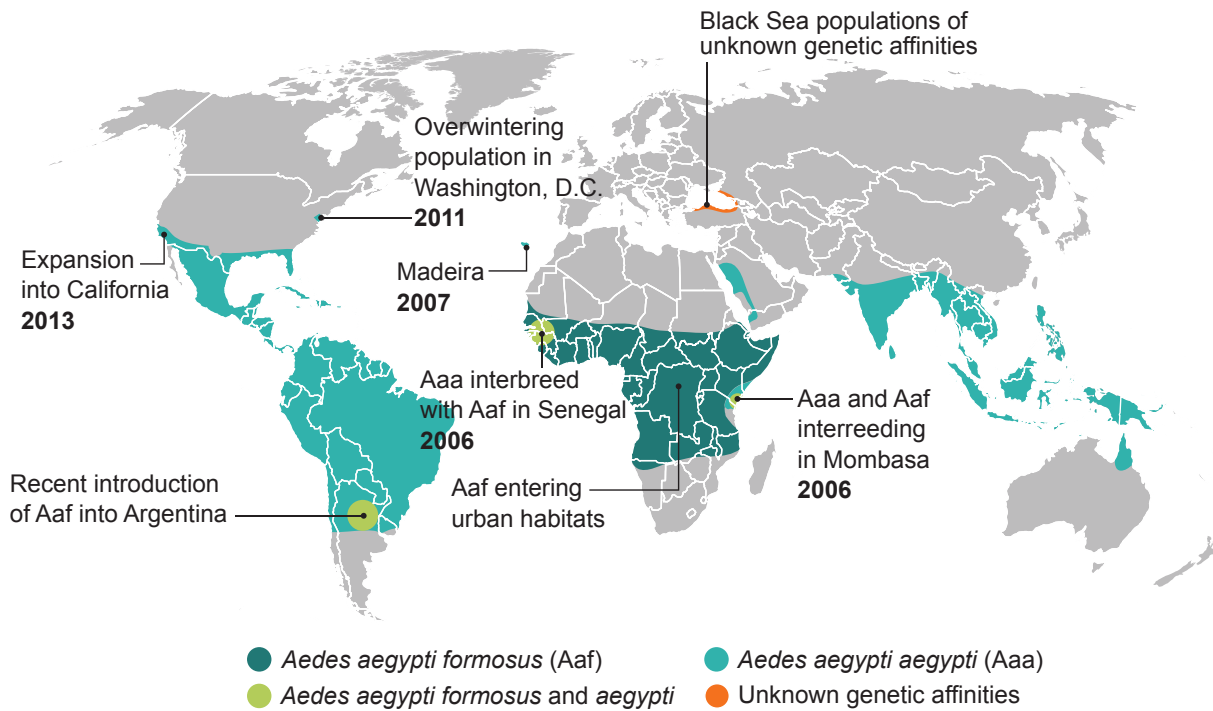 Black Sea populations of
unknown genetic affinities
Overwintering
population in
Washington, D.C.
2011
Expansion
into California
2013
Madeira
2007
Aaa interbreed
with Aaf in Senegal
2006
Aaa and Aaf
interreeding
in Mombasa
2006
Recent introduction
of Aaf into Argentina
Aaf entering
urban habitats
Aedes aegypti formosus (Aaf)
Aedes aegypti aegypti (Aaa)
Aedes aegypti formosus and aegypti
Unknown genetic affinities